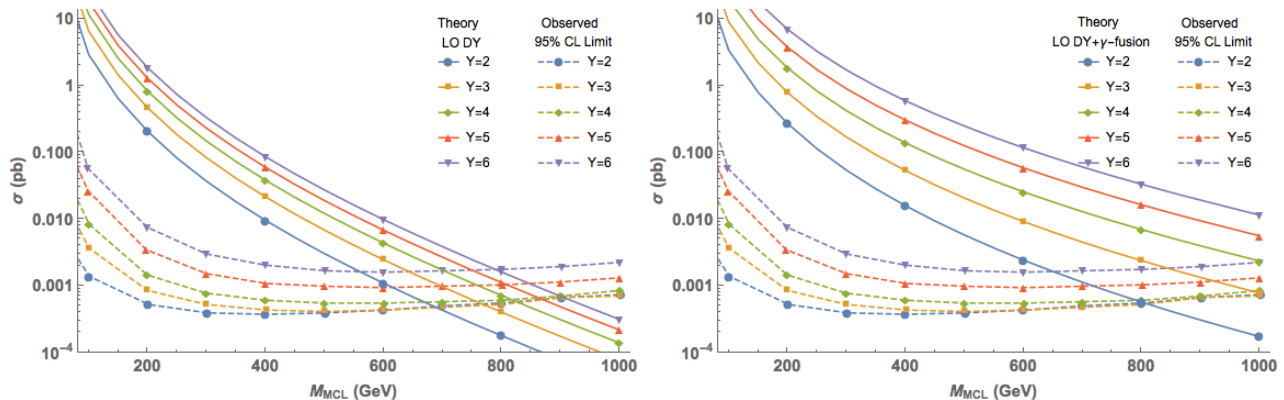 Theory Observed
LO DY 95% CL Limit
Y=2 Y=2
Y=3 Y=3
Y=4 Y=4
Y=5 Y=5
Y=6 Y=6
10
1
0.100
0.010
0.001
10⁻⁴
σ (pb)
200 400 600 800 1000
M_MCL (GeV)
Theory Observed
LO DY+γ−fusion 95% CL Limit
Y=2 Y=2
Y=3 Y=3
Y=4 Y=4
Y=5 Y=5
Y=6 Y=6
10
1
0.100
0.010
0.001
10⁻⁴
σ (pb)
200 400 600 800 1000
M_MCL (GeV)